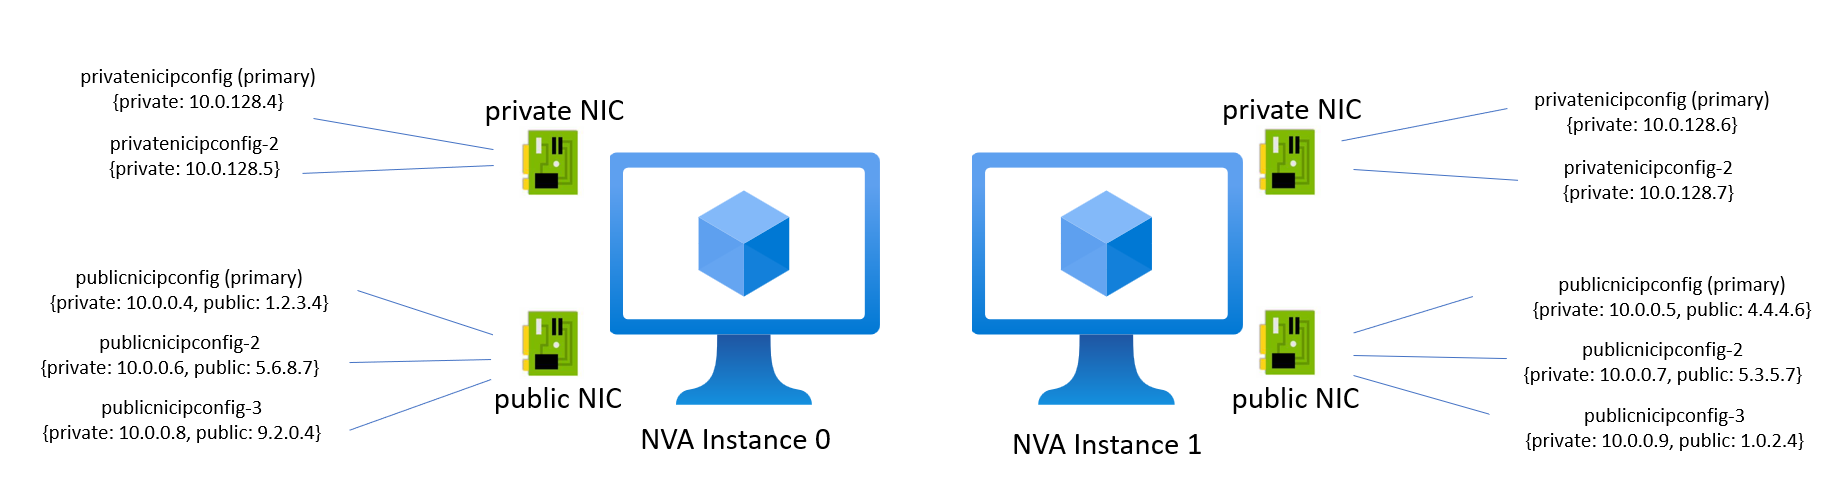 privatenicipconfig (primary)
{private: 10.0.128.4}
privatenicipconfig-2
{private: 10.0.128.5}
private NIC
publicnicipconfig (primary)
{private: 10.0.0.4, public: 1.2.3.4}
publicnicipconfig-2
{private: 10.0.0.6, public: 5.6.8.7}
publicnicipconfig-3
{private: 10.0.0.8, public: 9.2.0.4}
public NIC
NVA Instance 0
private NIC
privatenicipconfig (primary)
{private: 10.0.128.6}
privatenicipconfig-2
{private: 10.0.128.7}
publicnicipconfig (primary)
{private: 10.0.0.5, public: 4.4.4.6}
publicnicipconfig-2
{private: 10.0.0.7, public: 5.3.5.7}
publicnicipconfig-3
{private: 10.0.0.9, public: 1.0.2.4}
public NIC
NVA Instance 1